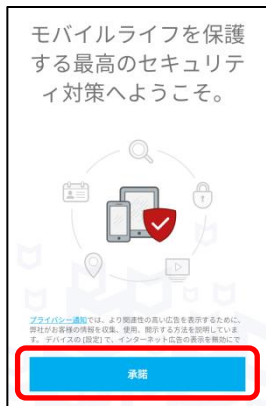 モバイルライフを保護
する最高のセキュリテ
ィ対策へようこそ。
プライバシー通知では、より関連性の高い広告を表示するために、
弊社がお客様の情報を収集、使用、開示する方法を説明していま
す。 デバイスの [設定] で、インターネット広告の表示を無効にで
承諾